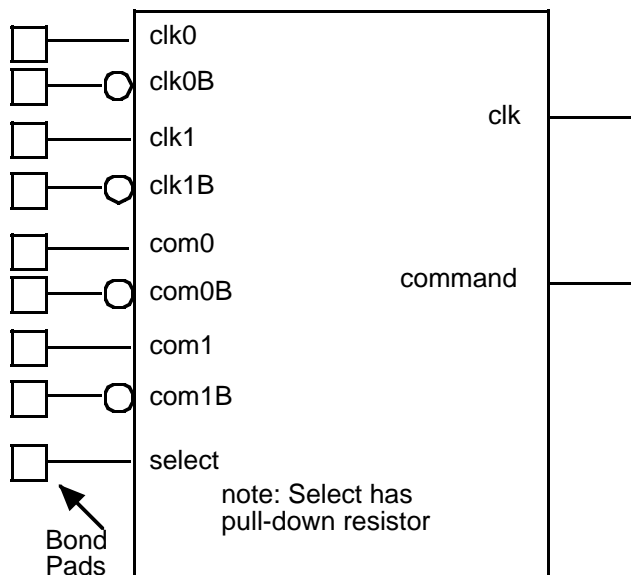 clk0
clk0B
clk
clk1
clk1B
com0
command
com0B
com1
com1B
select
note: Select has
pull-down resistor
Bond
Pads